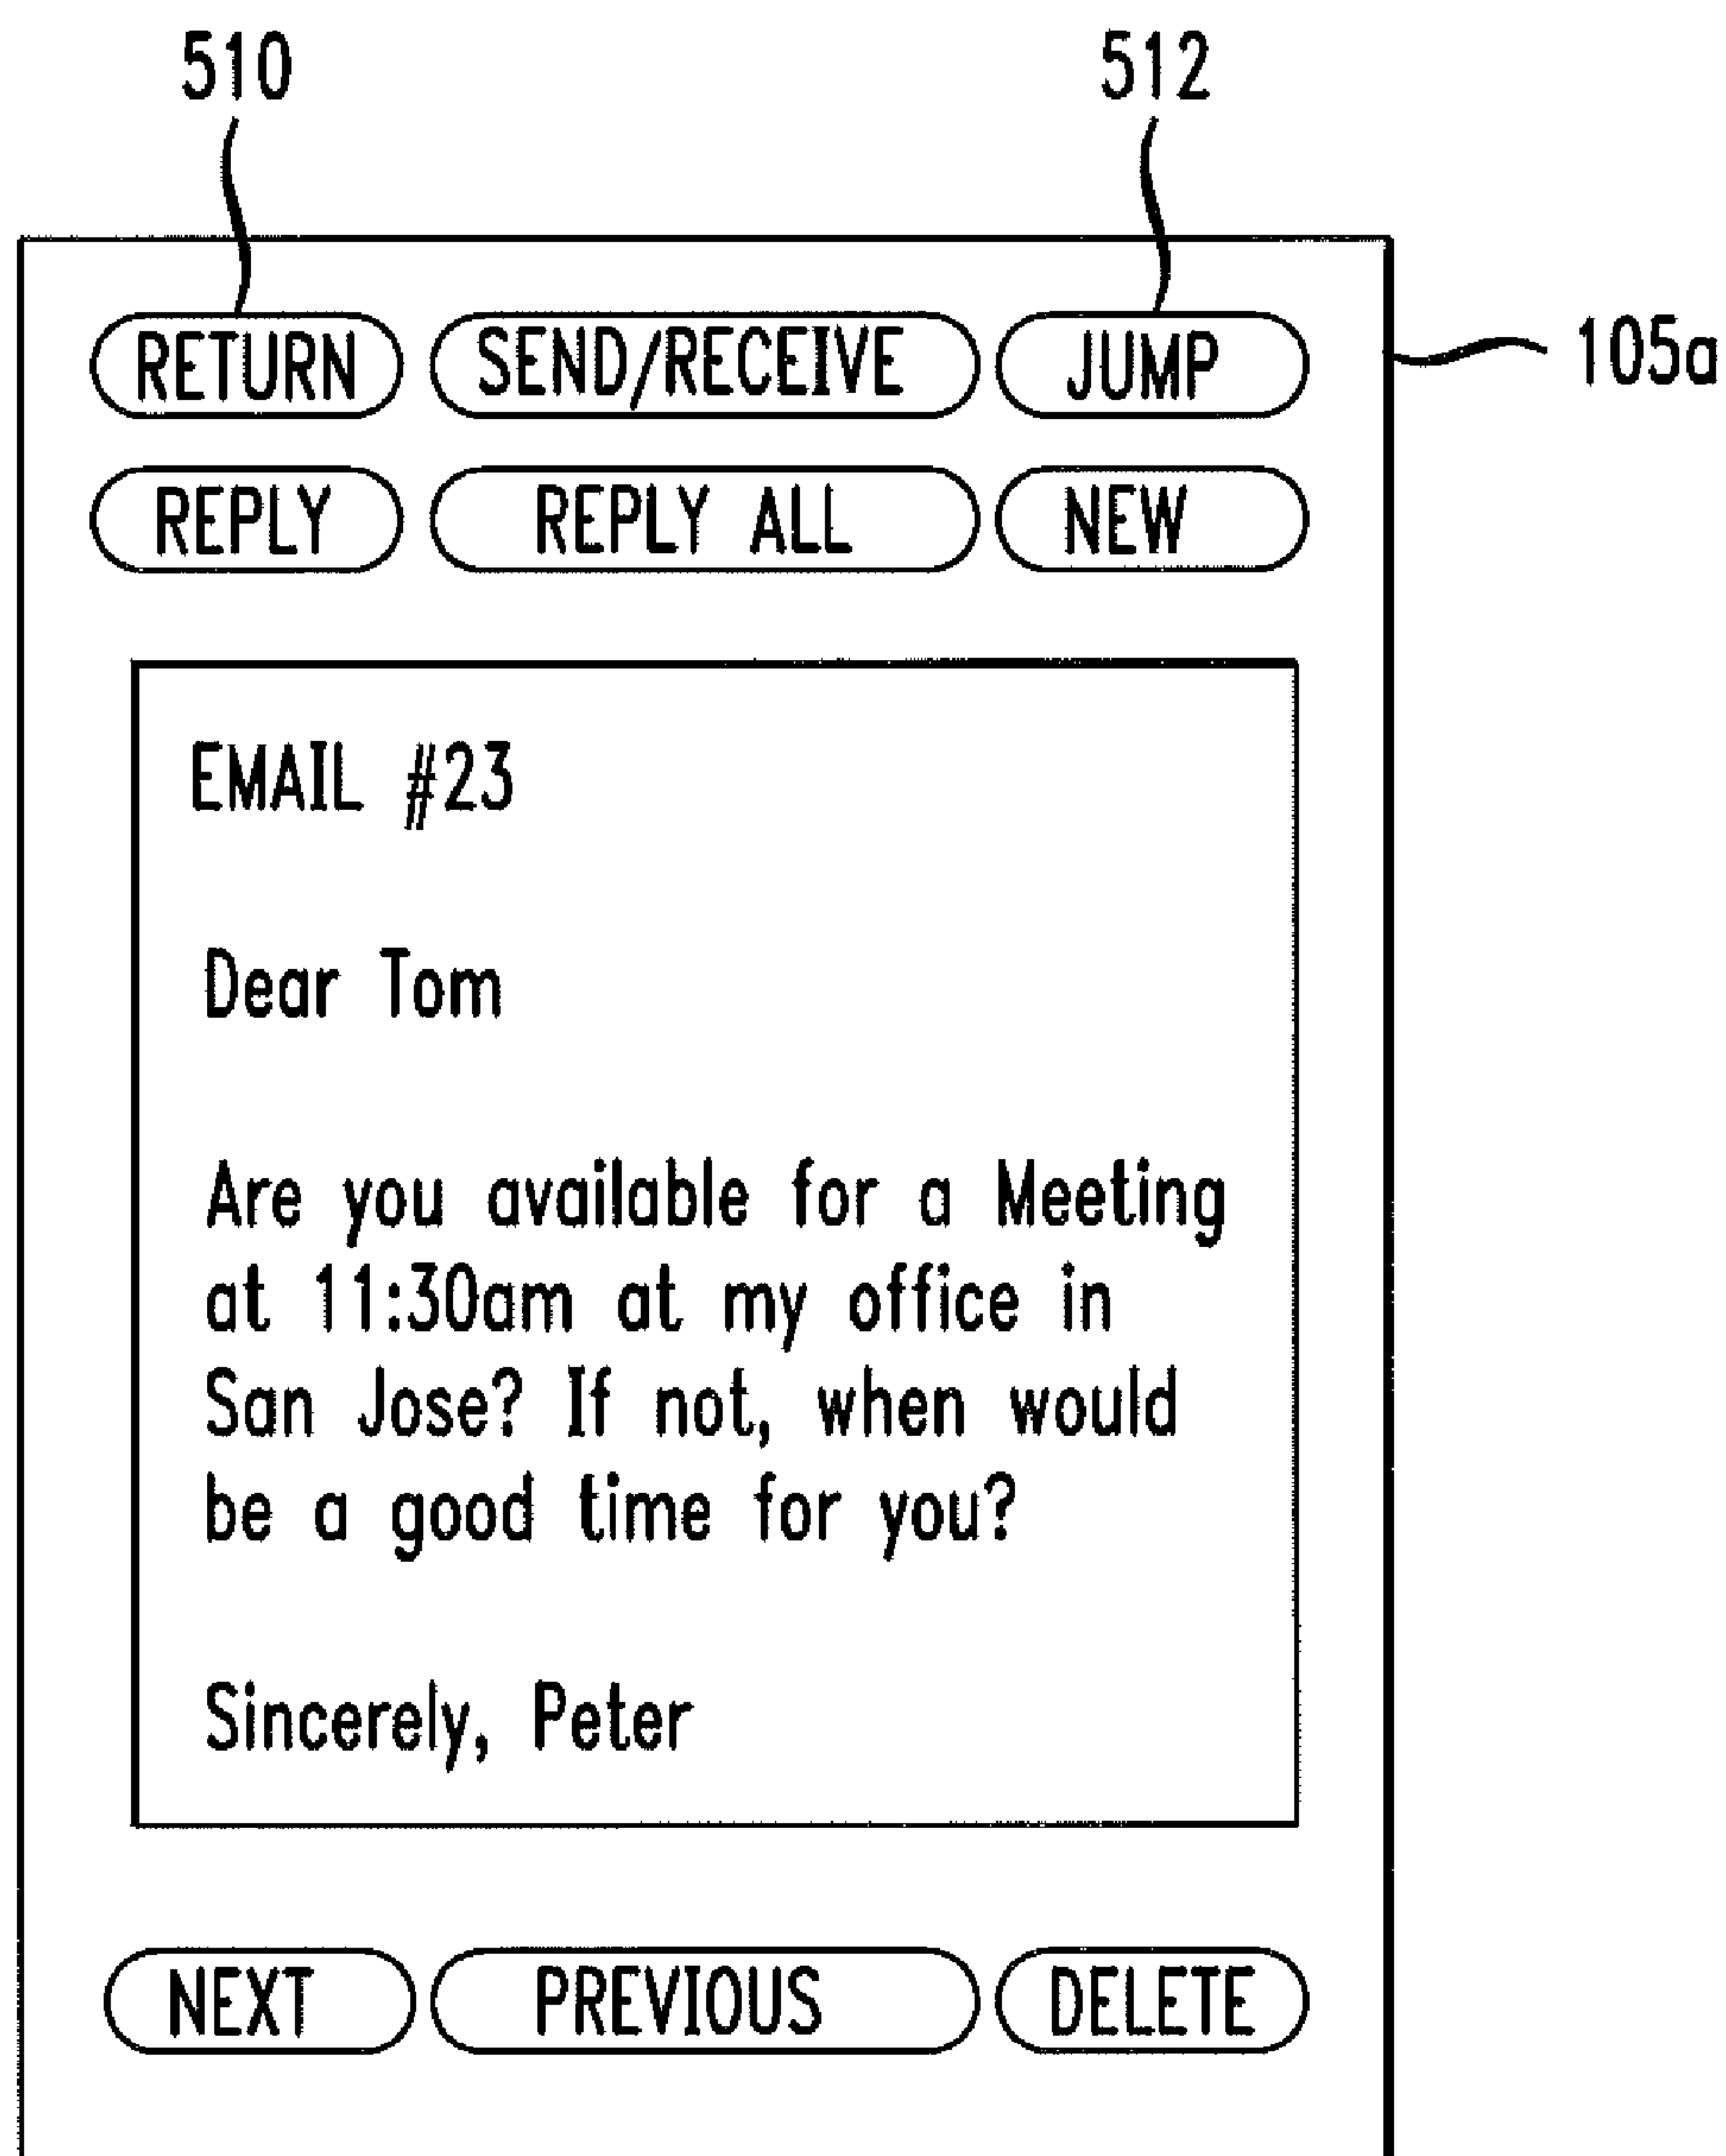 510 512
RETURN SEND/RECEIVE JUMP 105a
REPLY REPLY ALL NEW
EMAIL #23
Dear Tom
Are you available for a Meeting
at 11:30am at my office in
San Jose? If not, when would
be a good time for you?
Sincerely, Peter
NEXT PREVIOUS DELETE